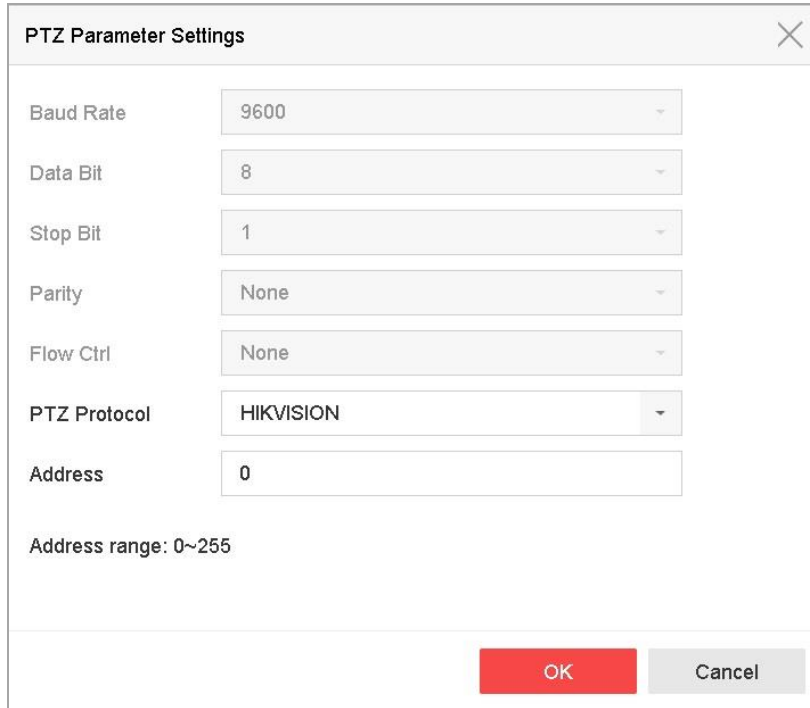 PTZ Parameter Settings
Baud Rate 9600
Data Bit 8
Stop Bit 1
Parity None
Flow Ctrl None
PTZ Protocol HIKVISION
Address 0
Address range: 0~255
OK Cancel